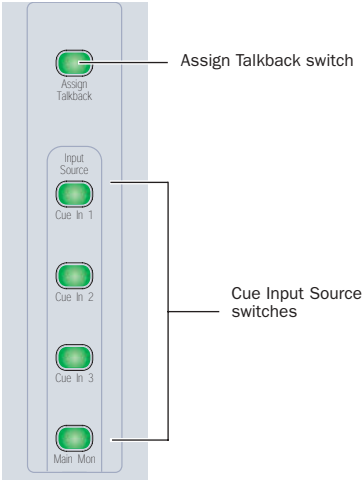 Assign Talkback switch
Assign
Talkback
Input
Source
Cue In 1
Cue In 2
Cue Input Source
switches
Cue In 3
Main Mon